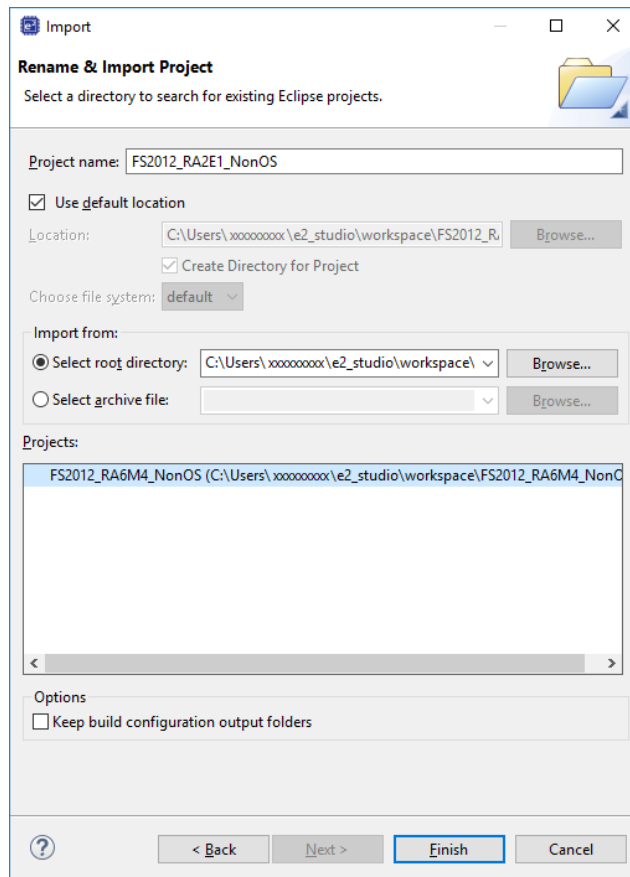 Import
Rename & Import Project
Select a directory to search for existing Eclipse projects.
Project name: FS2012_RA2E1_NonOS
Use default location
Location: C:\Users\xxxxxxxxx\e2_studio\workspace\FS2012_R Browse...
Create Directory for Project
Choose file system: default
Import from:
Select root directory: C:\Users\xxxxxxxxx\e2_studio\workspace\ Browse...
Select archive file: Browse...
Projects:
FS2012_RA6M4_NonOS (C:\Users\xxxxxxxxx\e2_studio\workspace\FS2012_RA6M4_NonO
Options
Keep build configuration output folders
? < Back Next > Finish Cancel